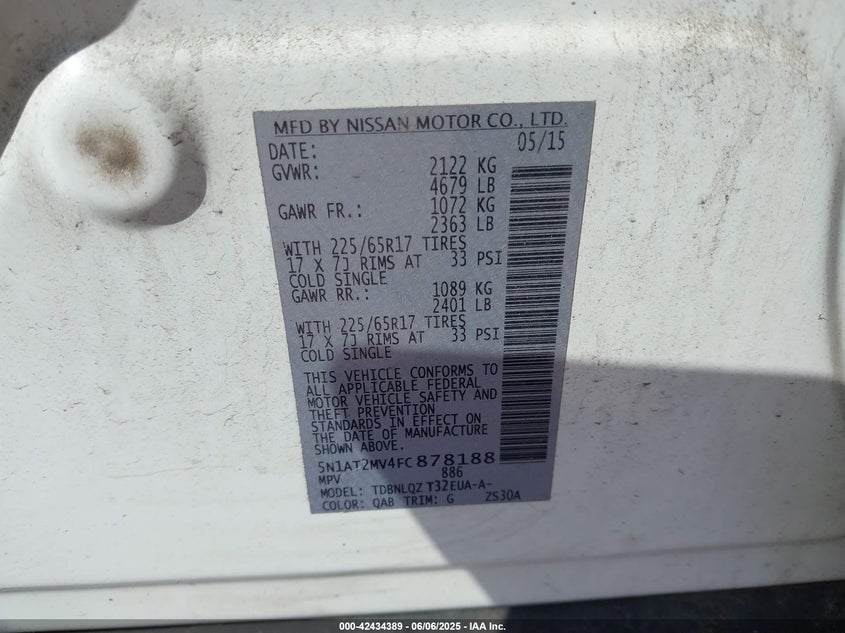 MFD BY NISSAN MOTOR CO., LTD.
DATE: 05/15
GVWR: 2122 KG
4679 LB
GAWR FR.: 1072 KG
2363 LB
WITH 225/65R17 TIRES
17 X 7J RIMS AT 33 PSI
COLD SINGLE
GAWR RR.: 1089 KG
2401 LB
WITH 225/65R17 TIRES
17 X 7J RIMS AT 33 PSI
COLD SINGLE
THIS VEHICLE CONFORMS TO
ALL APPLICABLE FEDERAL
MOTOR VEHICLE SAFETY AND
THEFT PREVENTION
STANDARDS IN EFFECT ON
THE DATE OF MANUFACTURE
SHOWN ABOVE.
5N1AT2MV4FC878188
MPV 886
MODEL: TDBNLQZ T32EUA-A-
COLOR: QAB TRIM: G ZS30A
000-42434389 - 06/06/2025 - IAA Inc.